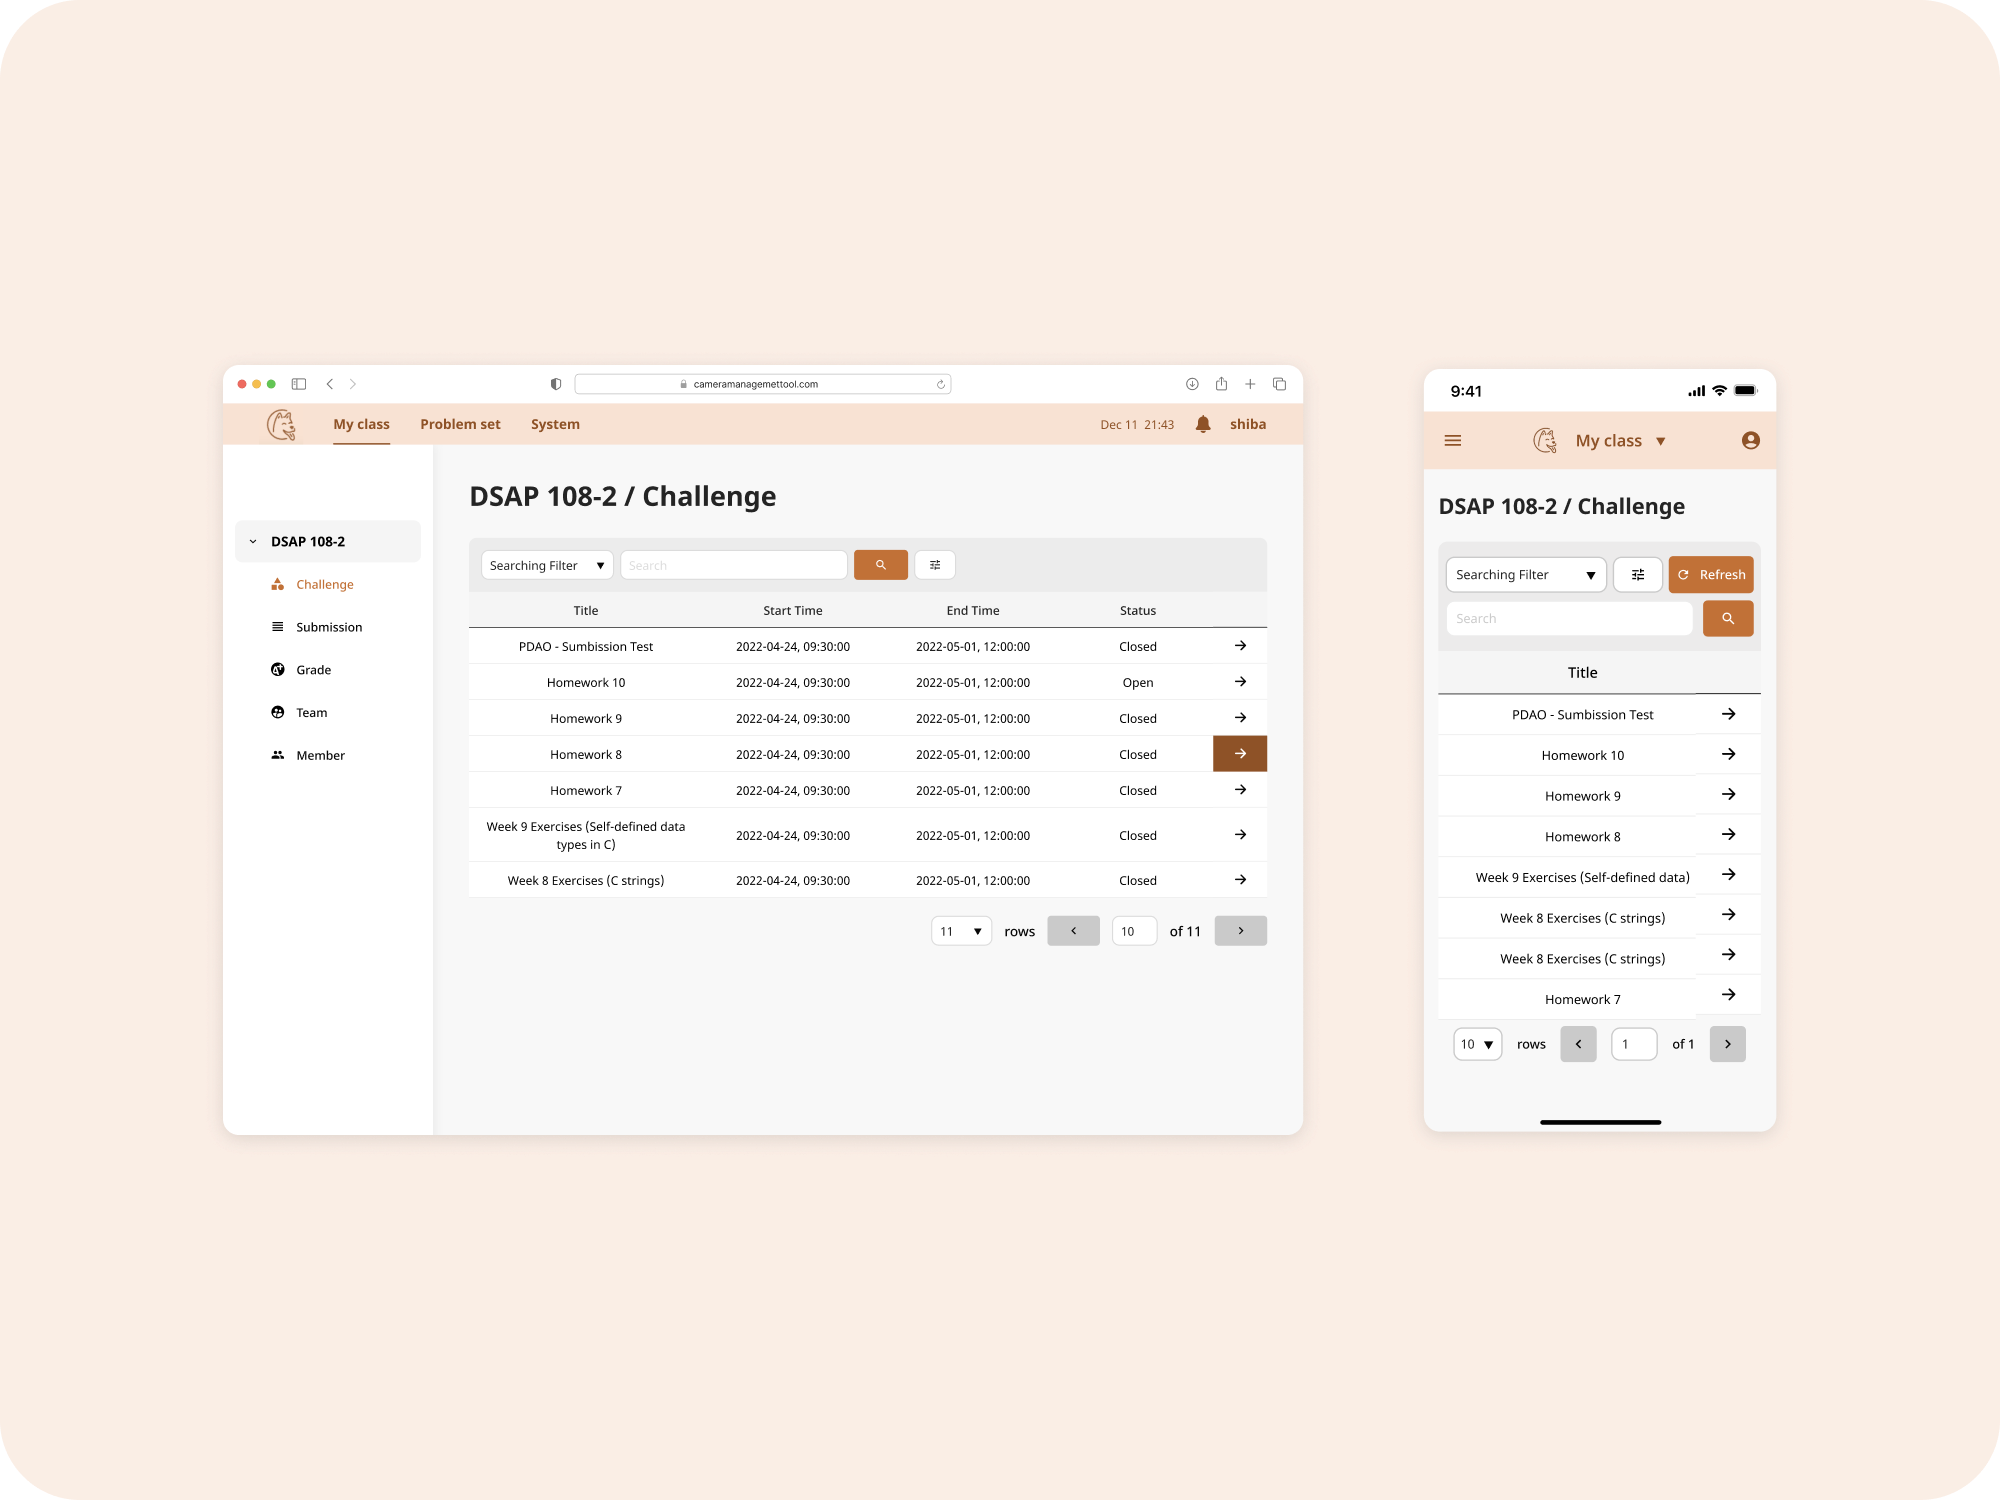 cameramanagemettool.com
My class Problem set System Dec 11 21:43 shiba
DSAP 108-2 / Challenge
DSAP 108-2
Challenge
Submission
Grade
Team
Member
Searching Filter Search
Title Start Time End Time Status
PDAO - Sumbission Test 2022-04-24, 09:30:00 2022-05-01, 12:00:00 Closed
Homework 10 2022-04-24, 09:30:00 2022-05-01, 12:00:00 Open
Homework 9 2022-04-24, 09:30:00 2022-05-01, 12:00:00 Closed
Homework 8 2022-04-24, 09:30:00 2022-05-01, 12:00:00 Closed
Homework 7 2022-04-24, 09:30:00 2022-05-01, 12:00:00 Closed
Week 9 Exercises (Self-defined data
types in C) 2022-04-24, 09:30:00 2022-05-01, 12:00:00 Closed
Week 8 Exercises (C strings) 2022-04-24, 09:30:00 2022-05-01, 12:00:00 Closed
11 rows 10 of 11
9:41
My class
DSAP 108-2 / Challenge
Searching Filter Refresh
Search
Title
PDAO - Sumbission Test
Homework 10
Homework 9
Homework 8
Week 9 Exercises (Self-defined data)
Week 8 Exercises (C strings)
Week 8 Exercises (C strings)
Homework 7
10 rows 1 of 1